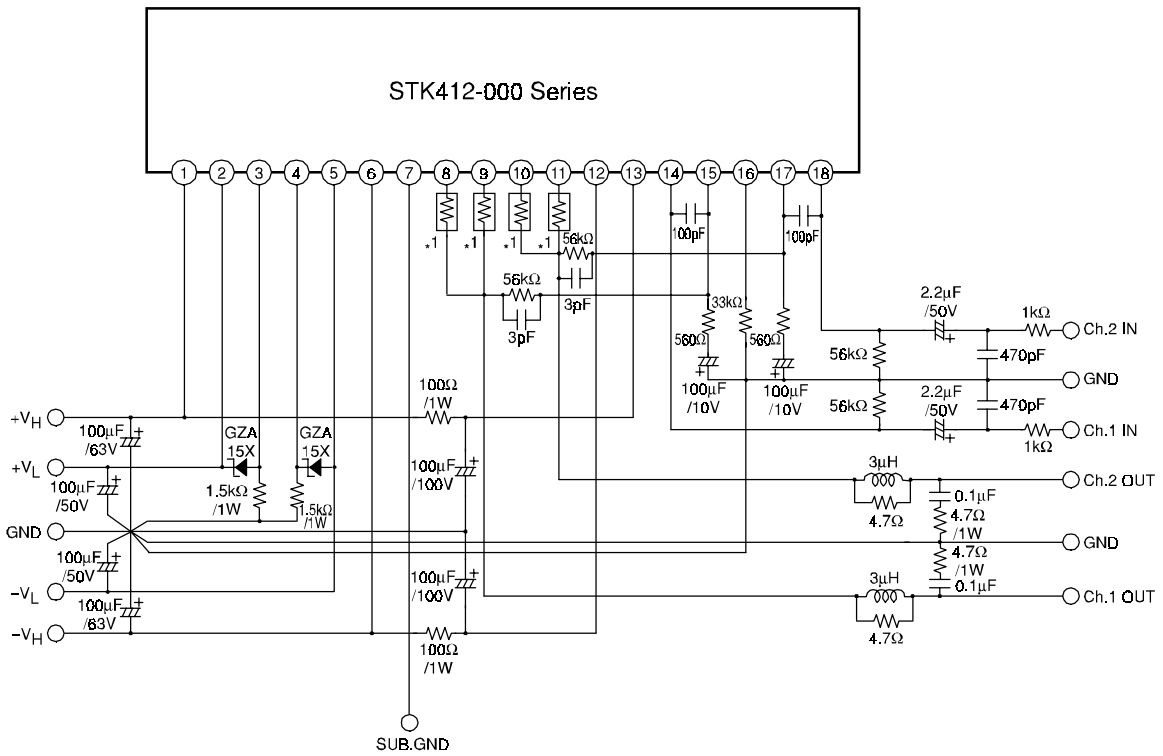 STK412-000 Series
1 2 3 4 5 6 7 8 9 10 11 12 13 14 15 16 17 18
*1 *1 *1 *1
100pF
100pF
56kΩ
3pF
56kΩ
3pF
33kΩ
560Ω
560Ω
100µF
/10V
100µF
/10V
2.2µF
/50V
1kΩ
Ch.2 IN
56kΩ
470pF
GND
56kΩ
2.2µF
/50V
470pF
Ch.1 IN
1kΩ
100Ω
/1W
+VH
100µF
/63V
GZA
15X
GZA
15X
+VL
100µF
/50V
1.5kΩ
/1W
1.5kΩ
/1W
100µF
/100V
GND
100µF
/50V
100µF
/100V
-VL
100µF
/63V
-VH
100Ω
/1W
3µH
Ch.2 OUT
4.7Ω
0.1µF
4.7Ω
/1W
GND
4.7Ω
/1W
3µH
0.1µF
Ch.1 OUT
4.7Ω
SUB.GND